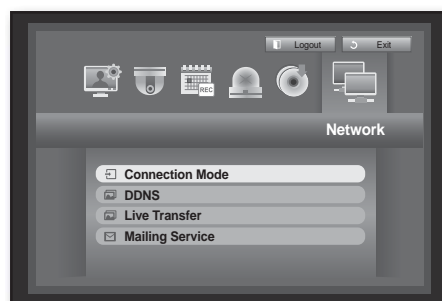 Logout Exit
REC
Network
Connection Mode
DDNS
Live Transfer
Mailing Service